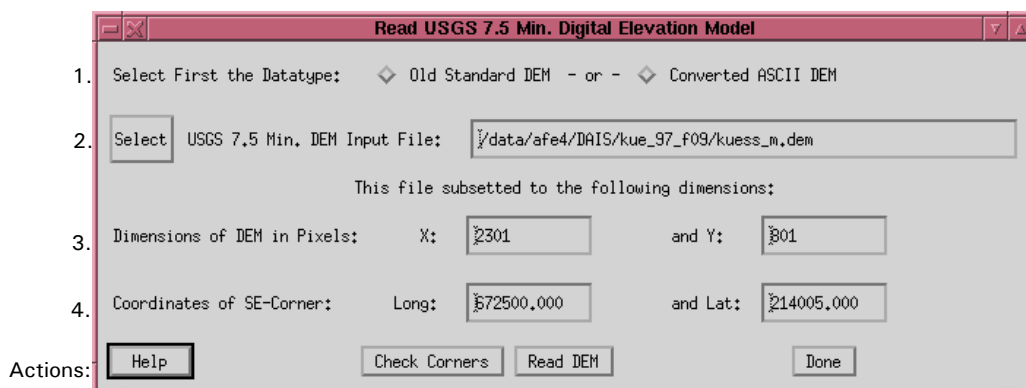 Read USGS 7.5 Min. Digital Elevation Model
1. Select First the Datatype: Old Standard DEM - or - Converted ASCII DEM
2. Select USGS 7.5 Min. DEM Input File: /data/afe4/DAIS/kue_97_f09/kuess_m.dem
This file subsetted to the following dimensions:
3. Dimensions of DEM in Pixels: X: 2301 and Y: 801
4. Coordinates of SE-Corner: Long: 672500.000 and Lat: 214005.000
Actions: Help Check Corners Read DEM Done